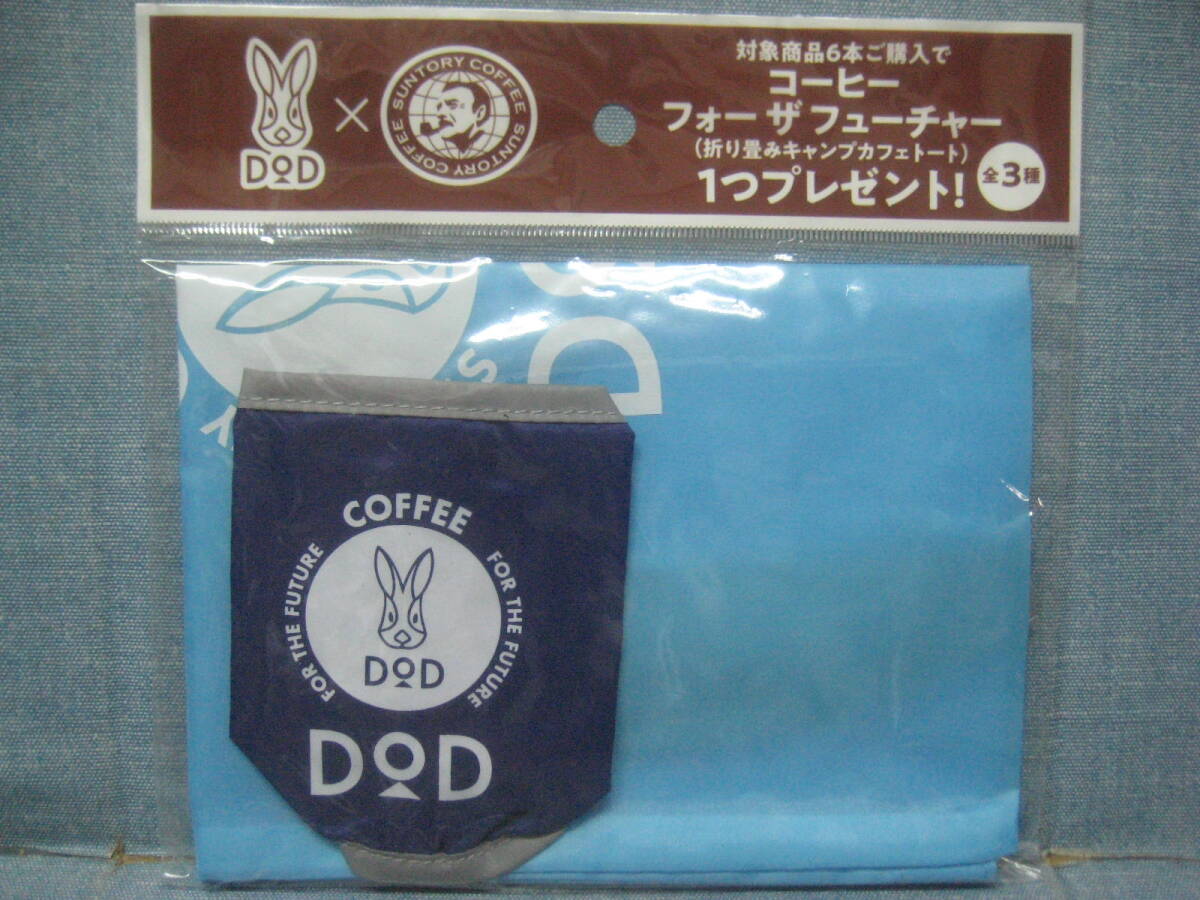 DOD
×
SUNTORY COFFEE SUNTORY COFFEE
対象商品6本ご購入で
コーヒー
フォー ザ フューチャー
(折り畳みキャンプカフェトート)
1つプレゼント!
全3種
COFFEE
FOR THE FUTURE
FOR THE FUTURE
DOD
DOD